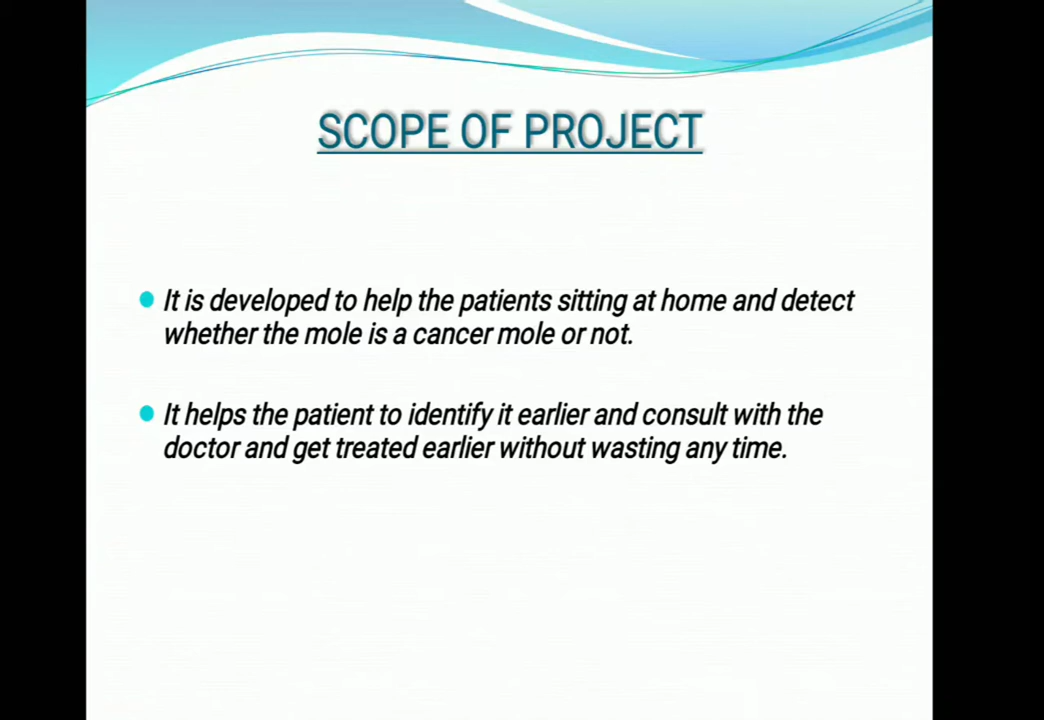 SCOPE OF PROJECT
It is developed to help the patients sitting at home and detect
whether the mole is a cancer mole or not.
It helps the patient to identify it earlier and consult with the
doctor and get treated earlier without wasting any time.